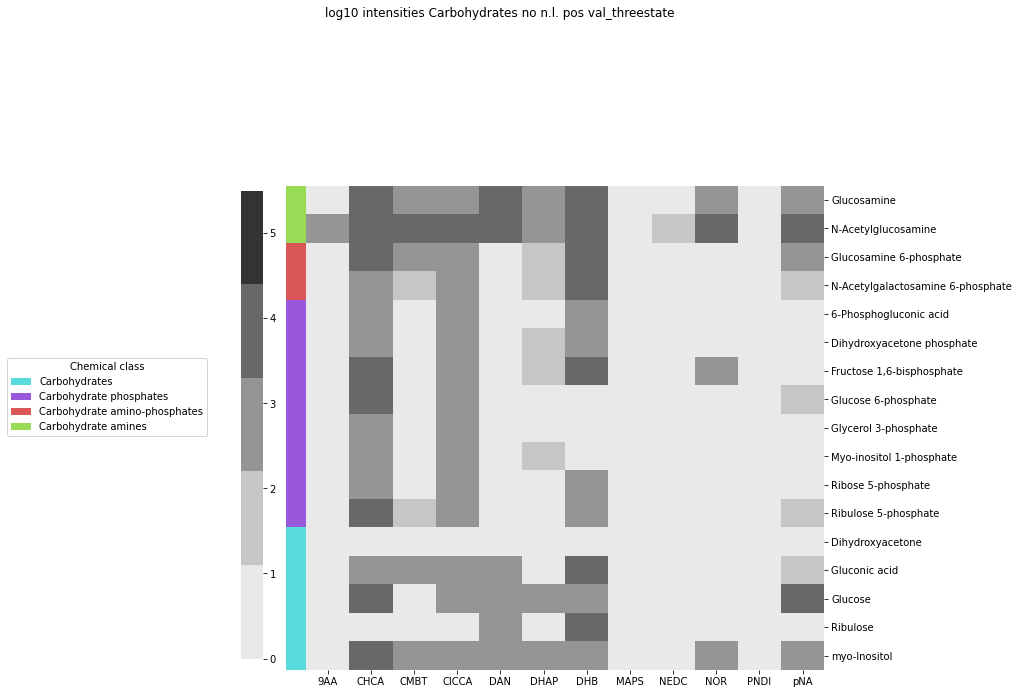 log10 intensities Carbohydrates no n.l. pos val_threestate
Glucosamine
N-Acetylglucosamine
Glucosamine 6-phosphate
N-Acetylgalactosamine 6-phosphate
6-Phosphogluconic acid
Dihydroxyacetone phosphate
Fructose 1,6-bisphosphate
Glucose 6-phosphate
Glycerol 3-phosphate
Myo-inositol 1-phosphate
Ribose 5-phosphate
Ribulose 5-phosphate
Dihydroxyacetone
Gluconic acid
Glucose
Ribulose
myo-Inositol
5
4
3
2
1
0
Chemical class
Carbohydrates
Carbohydrate phosphates
Carbohydrate amino-phosphates
Carbohydrate amines
9AA CHCA CMBT ClCCA DAN DHAP DHB MAPS NEDC NOR PNDI pNA